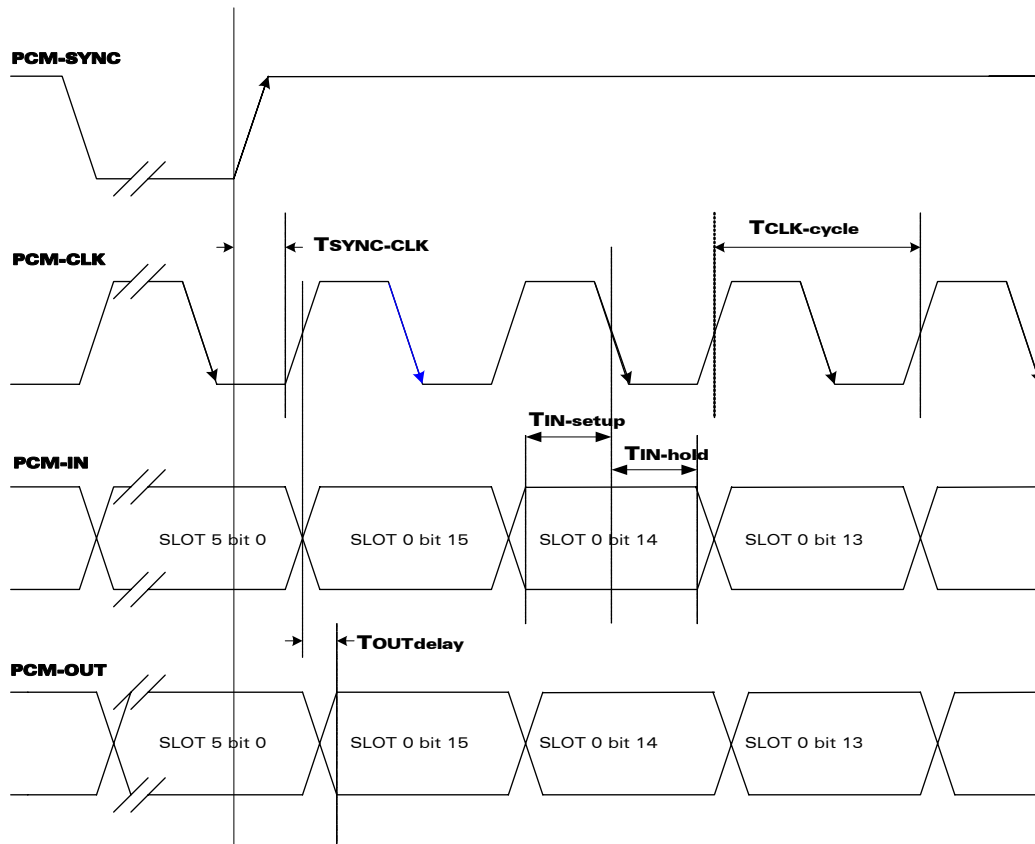 PCM-SYNC
TSYNC-CLK
TCLK-cycle
PCM-CLK
TIN-setup
TIN-hold
PCM-IN
SLOT 5 bit 0
SLOT 0 bit 15
SLOT 0 bit 14
SLOT 0 bit 13
TOUTdelay
PCM-OUT
SLOT 5 bit 0
SLOT 0 bit 15
SLOT 0 bit 14
SLOT 0 bit 13